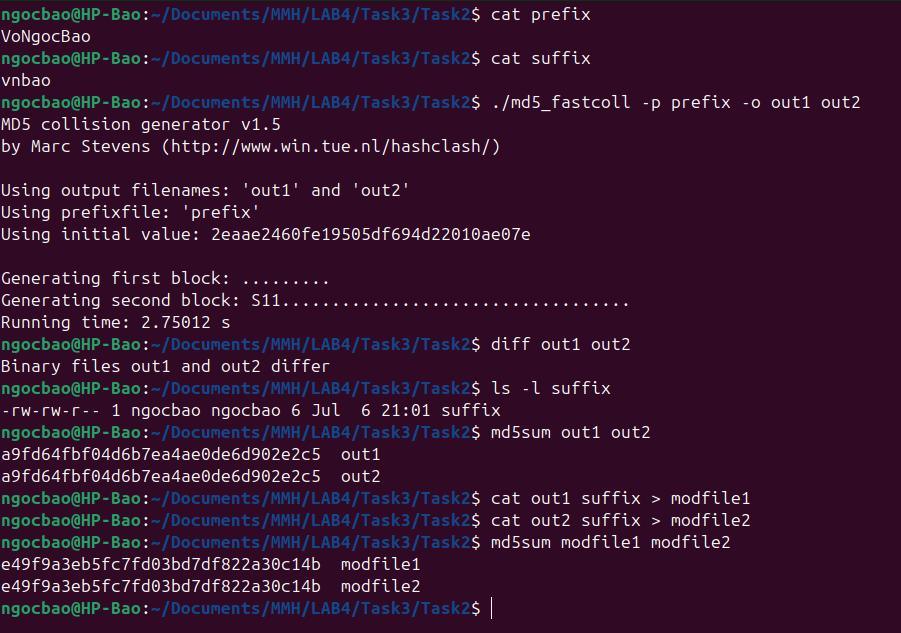 ngocbao@HP-Bao:~/Documents/MMH/LAB4/Task3/Task2$ cat prefix
VoNgocBao
ngocbao@HP-Bao:~/Documents/MMH/LAB4/Task3/Task2$ cat suffix
vnbao
ngocbao@HP-Bao:~/Documents/MMH/LAB4/Task3/Task2$ ./md5_fastcoll -p prefix -o out1 out2
MD5 collision generator v1.5
by Marc Stevens (http://www.win.tue.nl/hashclash/)

Using output filenames: 'out1' and 'out2'
Using prefixfile: 'prefix'
Using initial value: 2eaae2460fe19505df694d22010ae07e

Generating first block: .........
Generating second block: S11...................................
Running time: 2.75012 s
ngocbao@HP-Bao:~/Documents/MMH/LAB4/Task3/Task2$ diff out1 out2
Binary files out1 and out2 differ
ngocbao@HP-Bao:~/Documents/MMH/LAB4/Task3/Task2$ ls -l suffix
-rw-rw-r-- 1 ngocbao ngocbao 6 Jul  6 21:01 suffix
ngocbao@HP-Bao:~/Documents/MMH/LAB4/Task3/Task2$ md5sum out1 out2
a9fd64fbf04d6b7ea4ae0de6d902e2c5  out1
a9fd64fbf04d6b7ea4ae0de6d902e2c5  out2
ngocbao@HP-Bao:~/Documents/MMH/LAB4/Task3/Task2$ cat out1 suffix > modfile1
ngocbao@HP-Bao:~/Documents/MMH/LAB4/Task3/Task2$ cat out2 suffix > modfile2
ngocbao@HP-Bao:~/Documents/MMH/LAB4/Task3/Task2$ md5sum modfile1 modfile2
e49f9a3eb5fc7fd03bd7df822a30c14b  modfile1
e49f9a3eb5fc7fd03bd7df822a30c14b  modfile2
ngocbao@HP-Bao:~/Documents/MMH/LAB4/Task3/Task2$